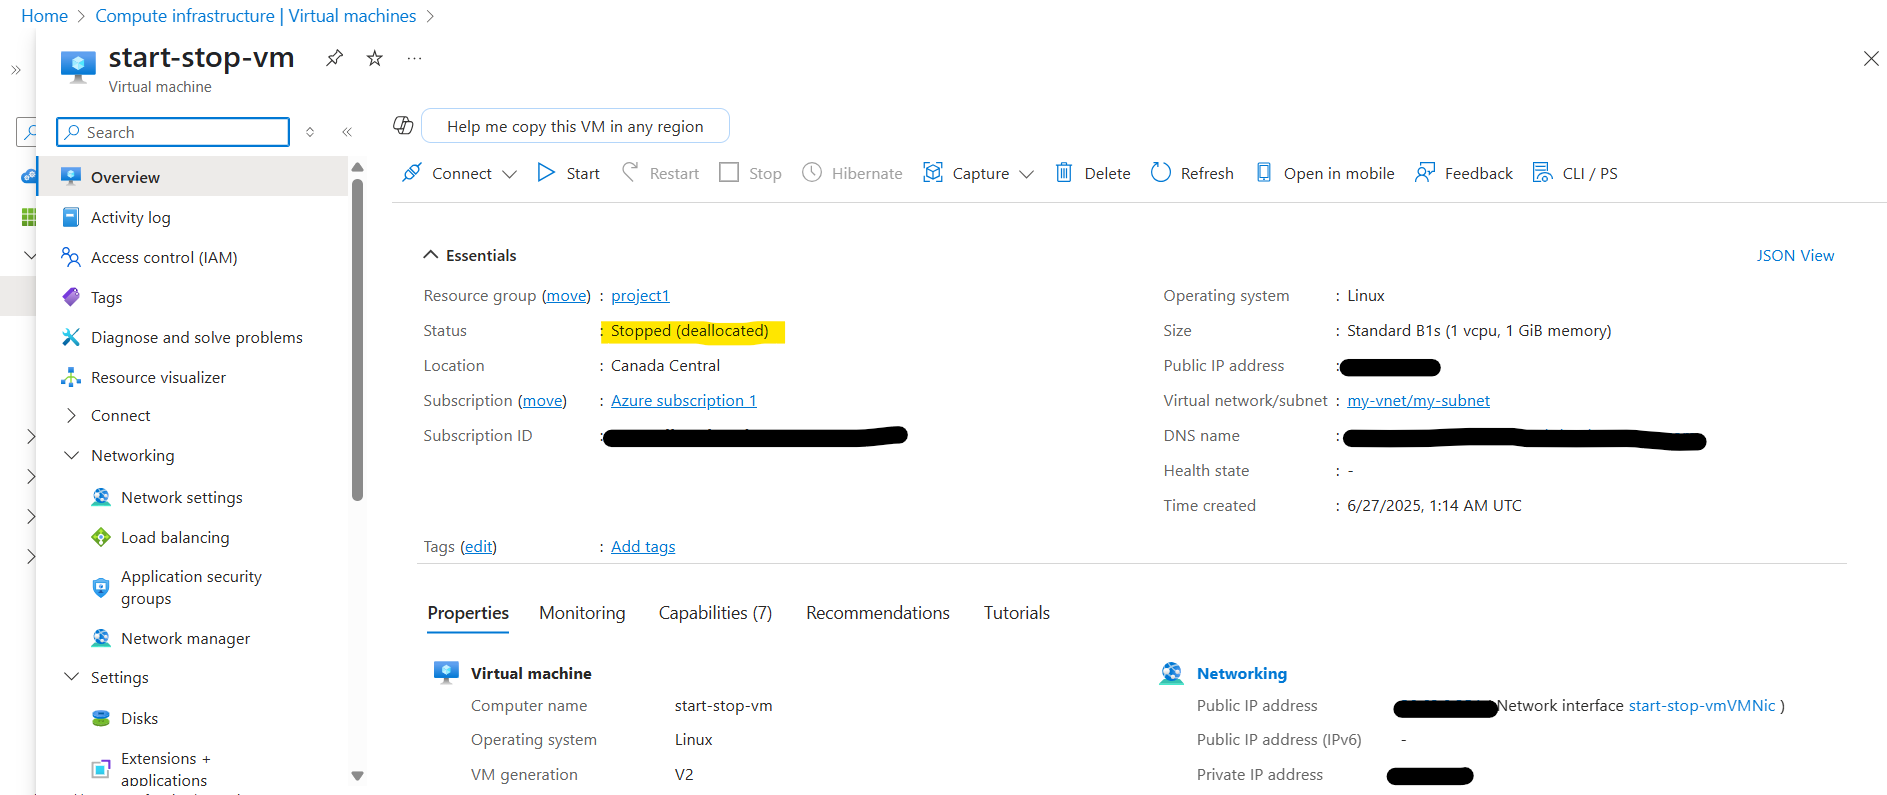 Home > Compute infrastructure | Virtual machines >
start-stop-vm
Virtual machine
Search
Help me copy this VM in any region
Connect Start Restart Stop Hibernate Capture Delete Refresh Open in mobile Feedback CLI / PS
Overview
Activity log
Access control (IAM)
Tags
Diagnose and solve problems
Resource visualizer
Connect
Networking
Network settings
Load balancing
Application security
groups
Network manager
Settings
Disks
Extensions +
applications
Essentials
JSON View
Resource group (move) : project1
Status : Stopped (deallocated)
Location : Canada Central
Subscription (move) : Azure subscription 1
Subscription ID :
Operating system : Linux
Size : Standard B1s (1 vcpu, 1 GiB memory)
Public IP address :
Virtual network/subnet : my-vnet/my-subnet
DNS name :
Health state : -
Time created : 6/27/2025, 1:14 AM UTC
Tags (edit) : Add tags
Properties Monitoring Capabilities (7) Recommendations Tutorials
Virtual machine
Computer name start-stop-vm
Operating system Linux
VM generation V2
Networking
Public IP address Network interface start-stop-vmVMNic )
Public IP address (IPv6) -
Private IP address